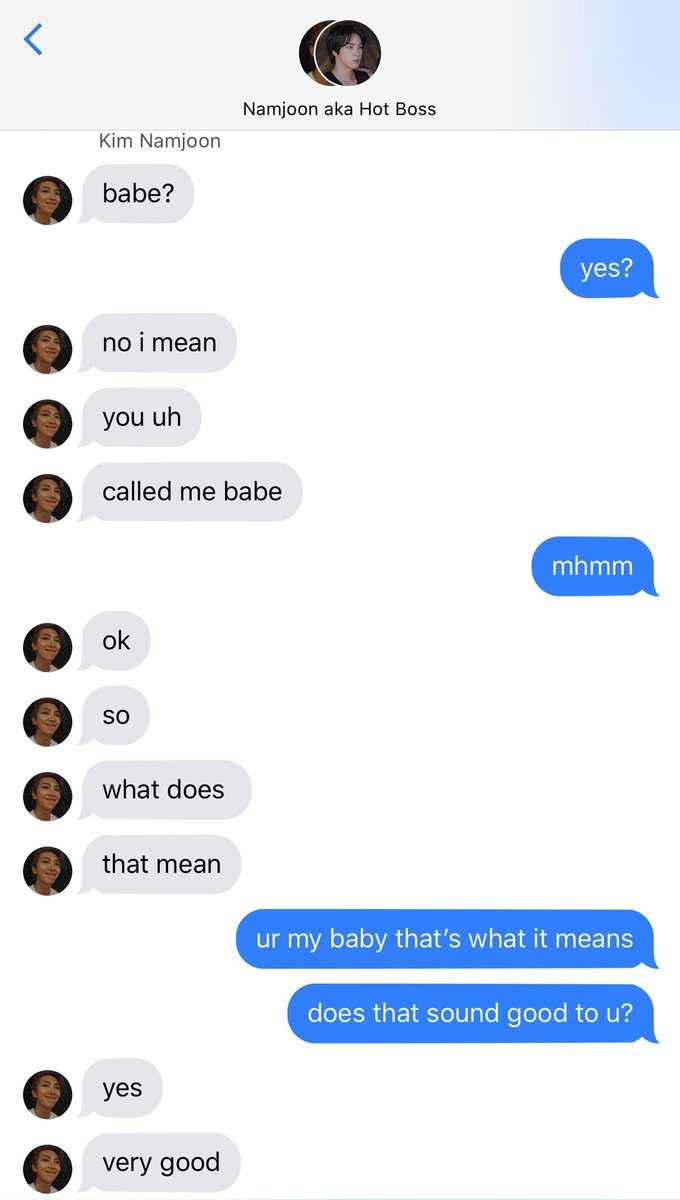 Namjoon aka Hot Boss
Kim Namjoon
babe?
yes?
no i mean
you uh
called me babe
mhmm
ok
so
what does
that mean
ur my baby that’s what it means
does that sound good to u?
yes
very good